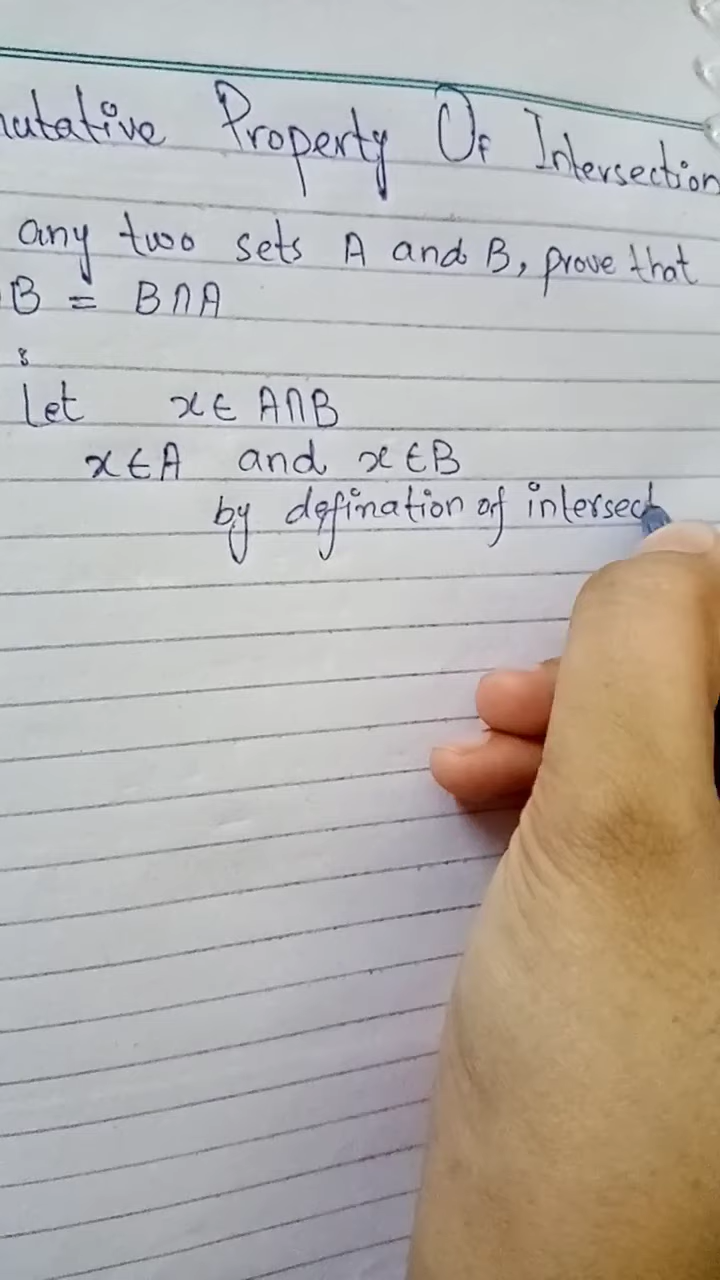 utative Property Of Intersection
any two sets A and B, prove that
B = B∩A
Let x ∈ A∩B
x ∈ A and x ∈ B
by defination of intersect